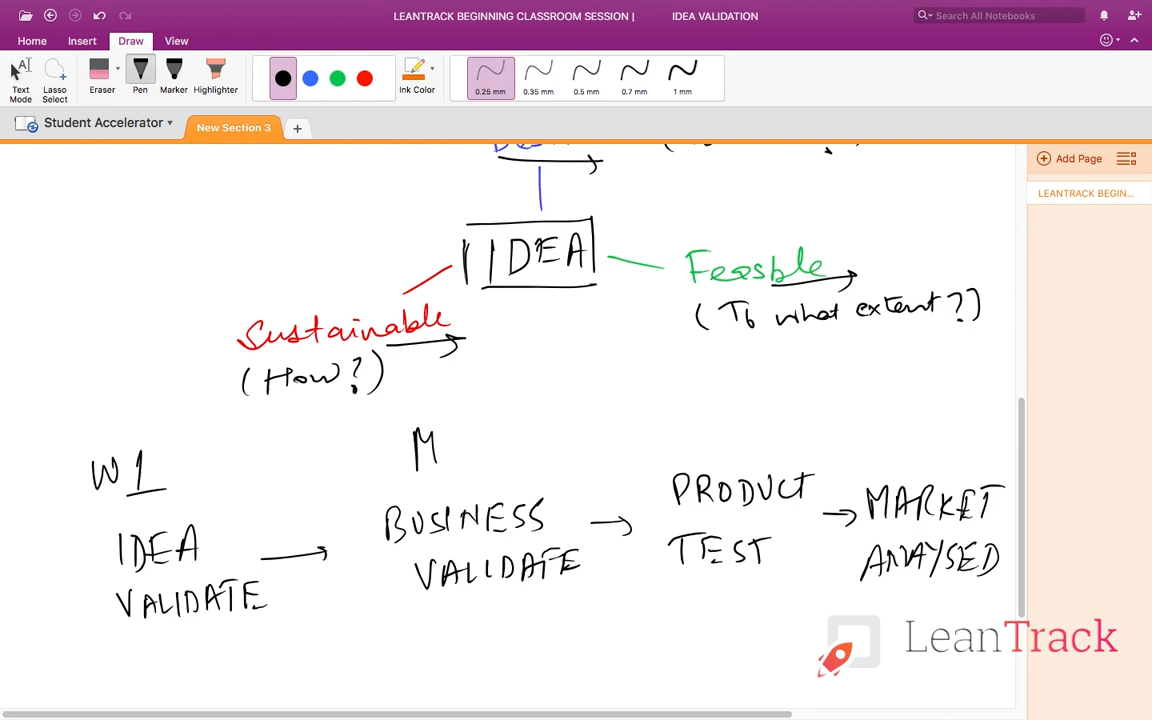 LEANTRACK BEGINNING CLASSROOM SESSION | IDEA VALIDATION
Search All Notebooks
Home Insert Draw View
Text Mode
Lasso Select
Eraser
Pen
Marker
Highlighter
Ink Color
0.25 mm 0.35 mm 0.5 mm 0.7 mm 1 mm
Student Accelerator
New Section 3
Add Page
LEANTRACK BEGIN...
IDEA
Feasble
(To what extent?)
Sustainable
(How?)
W1
M
IDEA
VALIDATE
BUSINESS
VALIDATE
PRODUCT
TEST
MARKET
ANAYSED
LeanTrack